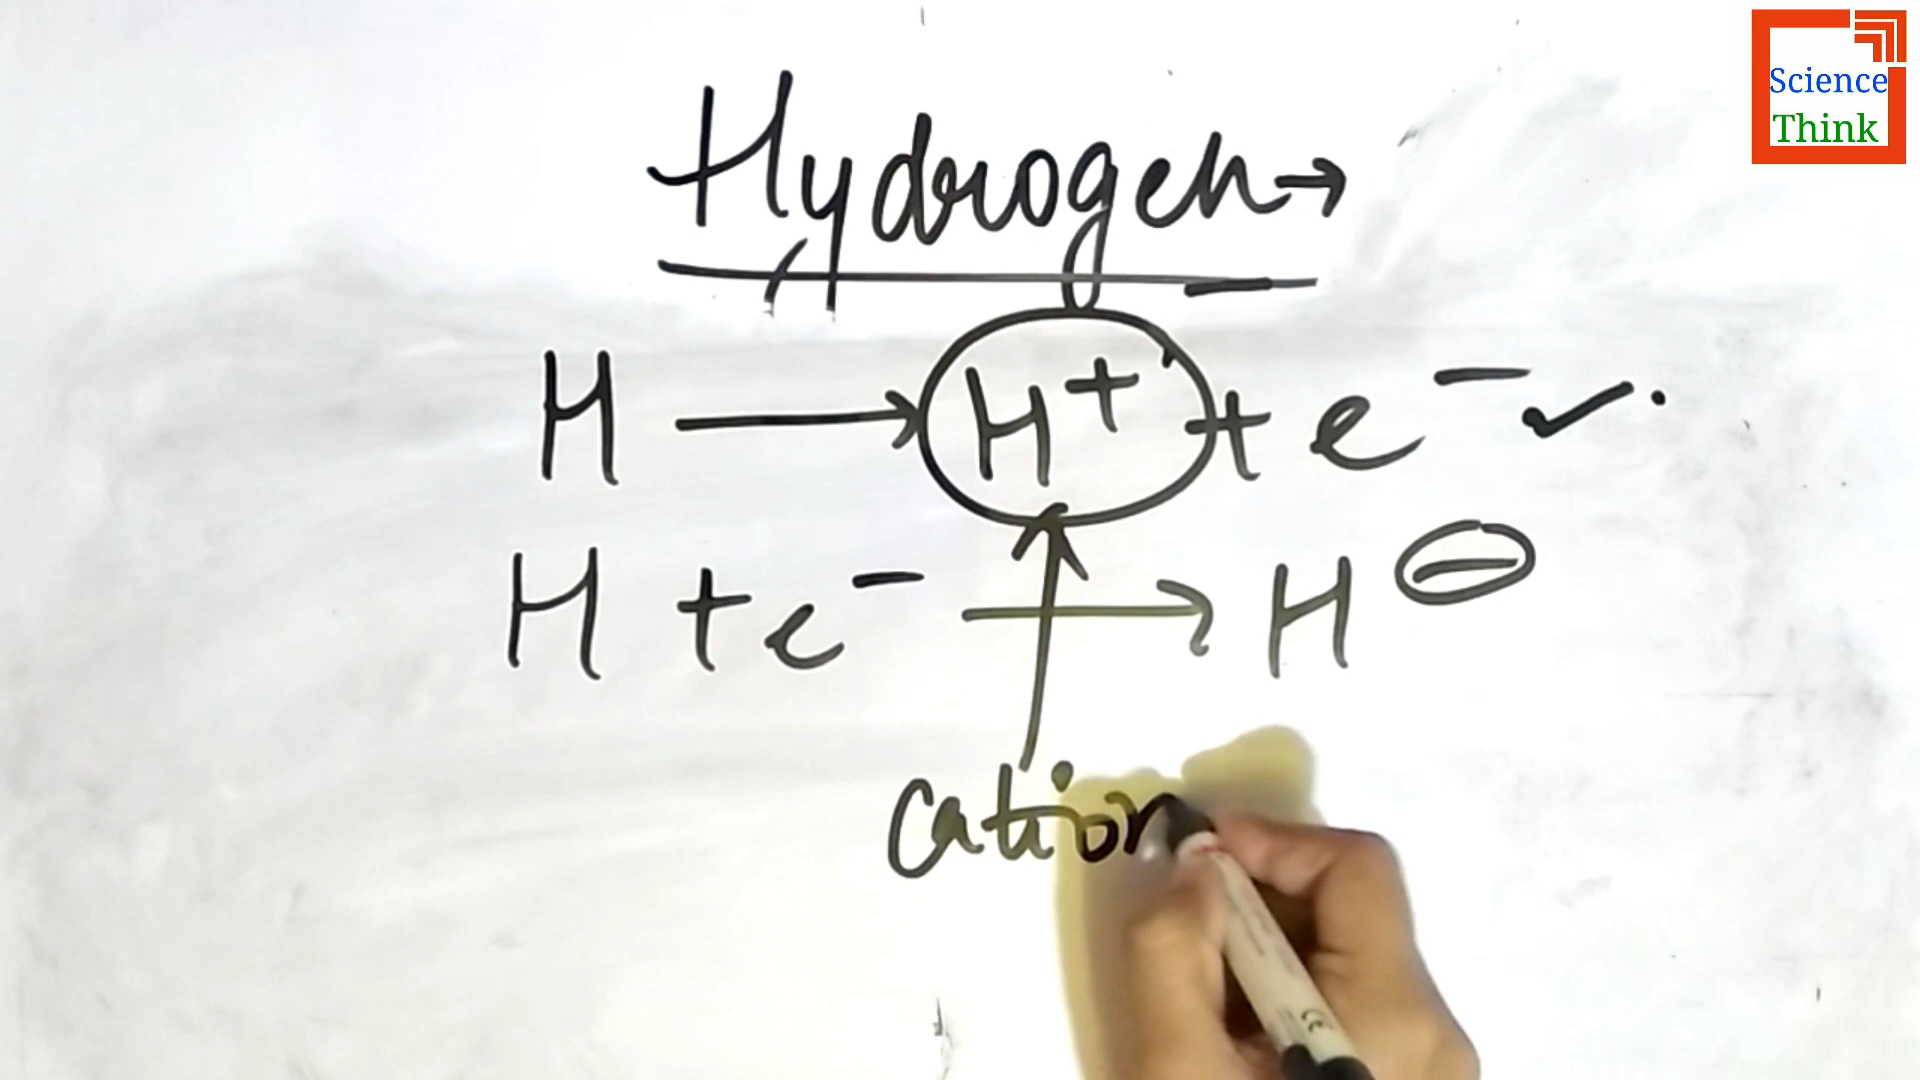 Science
Think
Hydrogen →
H → H⁺ + e⁻ ✓.
H + e⁻ → H⊖
cation